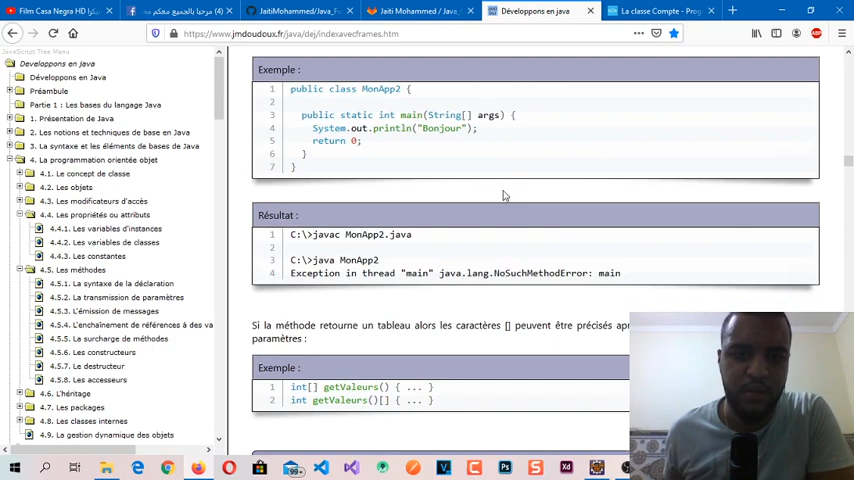 Film Casa Negra HD
(4) مرحبا بالجميع معكم
JaitiMohammed/Java_Fu
Jaiti Mohammed / Java_F
Développons en java
La classe Compte - Prog
https://www.jmdoudoux.fr/java/dej/indexavecframes.htm
JavaScript Tree Menu
Developpons en java
Développons en Java
Préambule
Partie 1 : Les bases du langage Java
1. Présentation de Java
2. Les notions et techniques de base en Java
3. La syntaxe et les éléments de bases de Java
4. La programmation orientée objet
4.1. Le concept de classe
4.2. Les objets
4.3. Les modificateurs d'accès
4.4. Les propriétés ou attributs
4.4.1. Les variables d'instances
4.4.2. Les variables de classes
4.4.3. Les constantes
4.5. Les méthodes
4.5.1. La syntaxe de la déclaration
4.5.2. La transmission de paramètres
4.5.3. L'émission de messages
4.5.4. L'enchaînement de références à des va
4.5.5. La surcharge de méthodes
4.5.6. Les constructeurs
4.5.7. Le destructeur
4.5.8. Les accesseurs
4.6. L'héritage
4.7. Les packages
4.8. Les classes internes
4.9. La gestion dynamique des objets
Exemple :
1 public class MonApp2 {
2
3 public static int main(String[] args) {
4 System.out.println("Bonjour");
5 return 0;
6 }
7 }
Résultat :
1 C:\>javac MonApp2.java
2
3 C:\>java MonApp2
4 Exception in thread "main" java.lang.NoSuchMethodError: main
Si la méthode retourne un tableau alors les caractères [] peuvent être précisés apr
paramètres :
Exemple :
1 int[] getValeurs() { ... }
2 int getValeurs()[] { ... }
99+